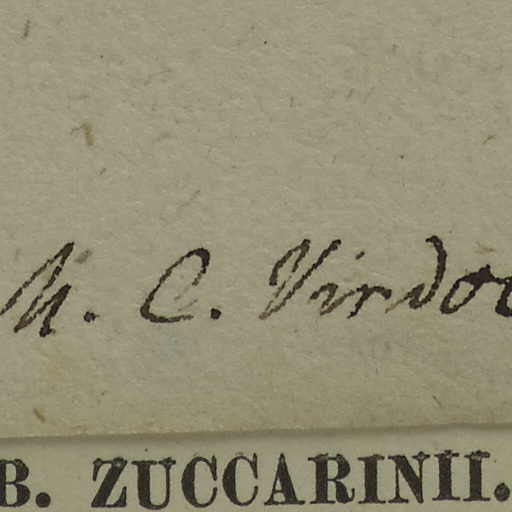 H. C. Virdo
B. ZUCCARINII.